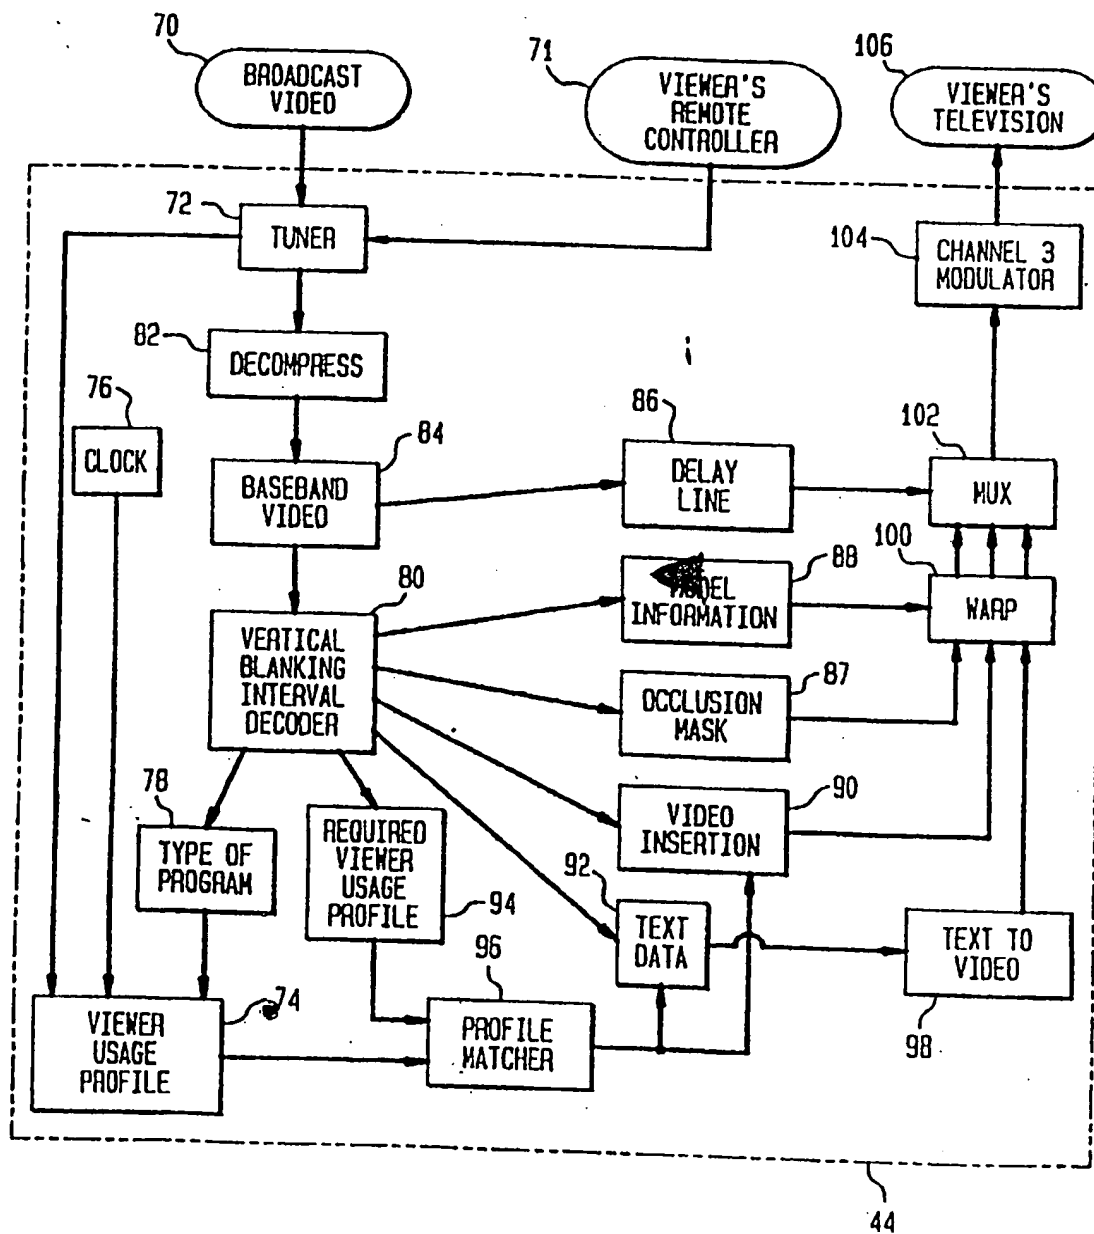 70
BROADCAST
VIDEO
71
VIEWER'S
REMOTE
CONTROLLER
106
VIEWER'S
TELEVISION
72
TUNER
104
CHANNEL 3
MODULATOR
82
DECOMPRESS
76
CLOCK
84
BASEBAND
VIDEO
86
DELAY
LINE
102
MUX
80
VERTICAL
BLANKING
INTERVAL
DECODER
88
INFORMATION
100
WARP
87
OCCLUSION
MASK
78
TYPE OF
PROGRAM
REQUIRED
VIEWER
USAGE
PROFILE
94
90
VIDEO
INSERTION
92
TEXT
DATA
TEXT TO
VIDEO
98
74
VIEWER
USAGE
PROFILE
96
PROFILE
MATCHER
44